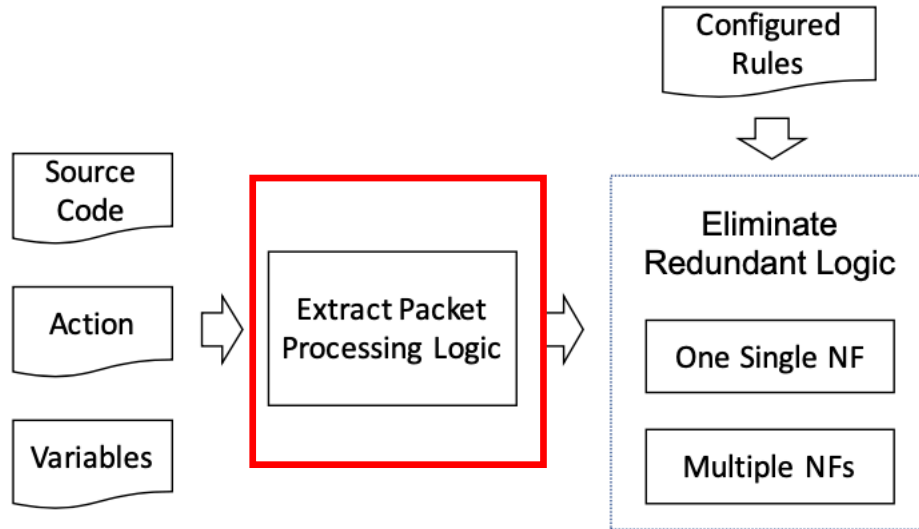 Configured
Rules
Source
Code
Action
Variables
Extract Packet
Processing Logic
Eliminate
Redundant Logic
One Single NF
Multiple NFs